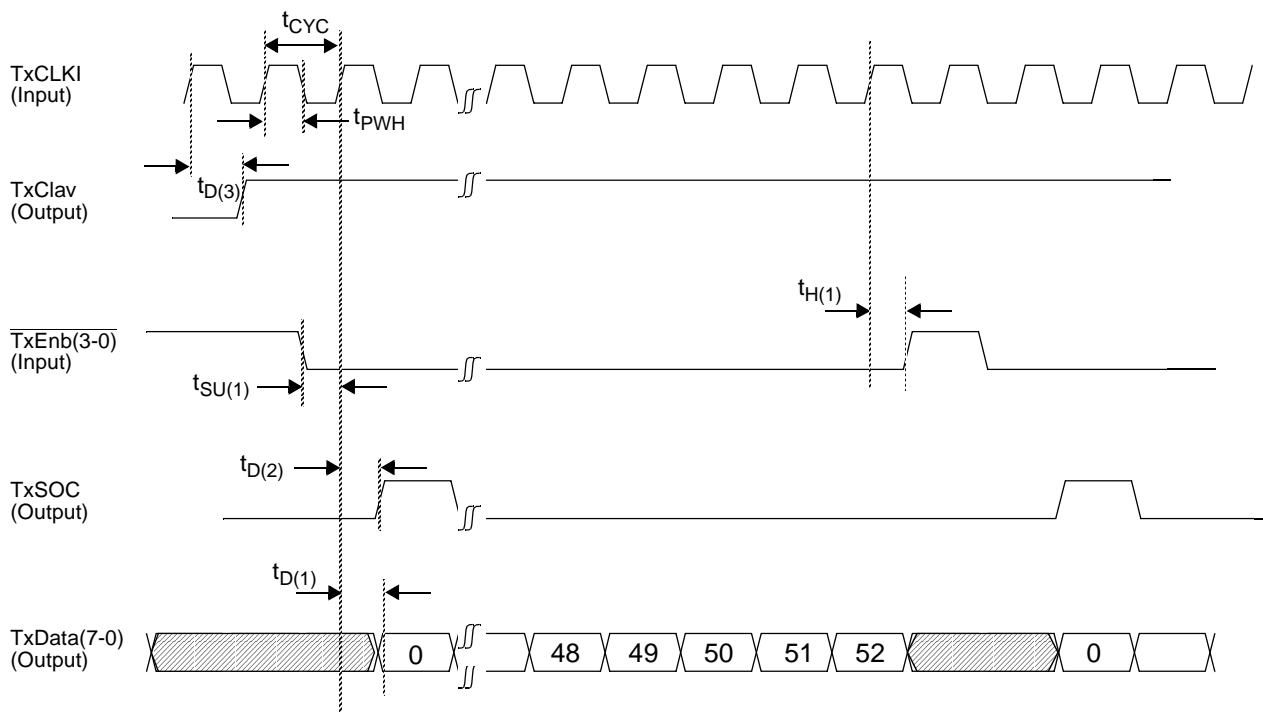 tCYC
TxCLKI
(Input)
tPWH
tD(3)
TxClav
(Output)
tH(1)
TxEnb(3-0)
(Input)
tSU(1)
tD(2)
TxSOC
(Output)
tD(1)
TxData(7-0)
(Output)
0 48 49 50 51 52 0